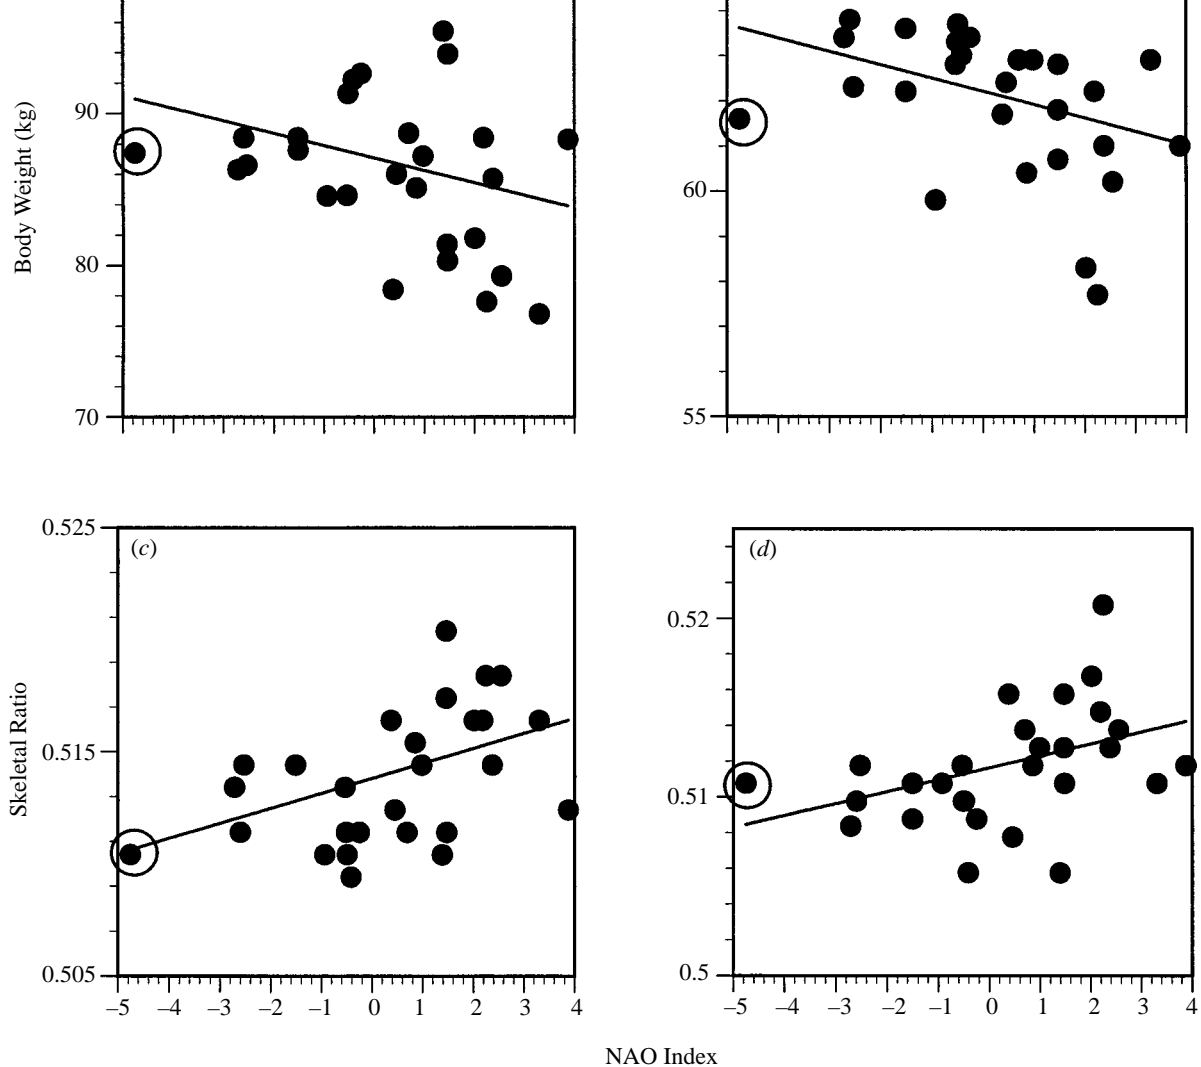 90
80
70
Body Weight (kg)
60
55
0.525
0.515
0.505
Skeletal Ratio
(c)
–5 –4 –3 –2 –1 0 1 2 3 4
0.52
0.51
0.5
(d)
–5 –4 –3 –2 –1 0 1 2 3 4
NAO Index